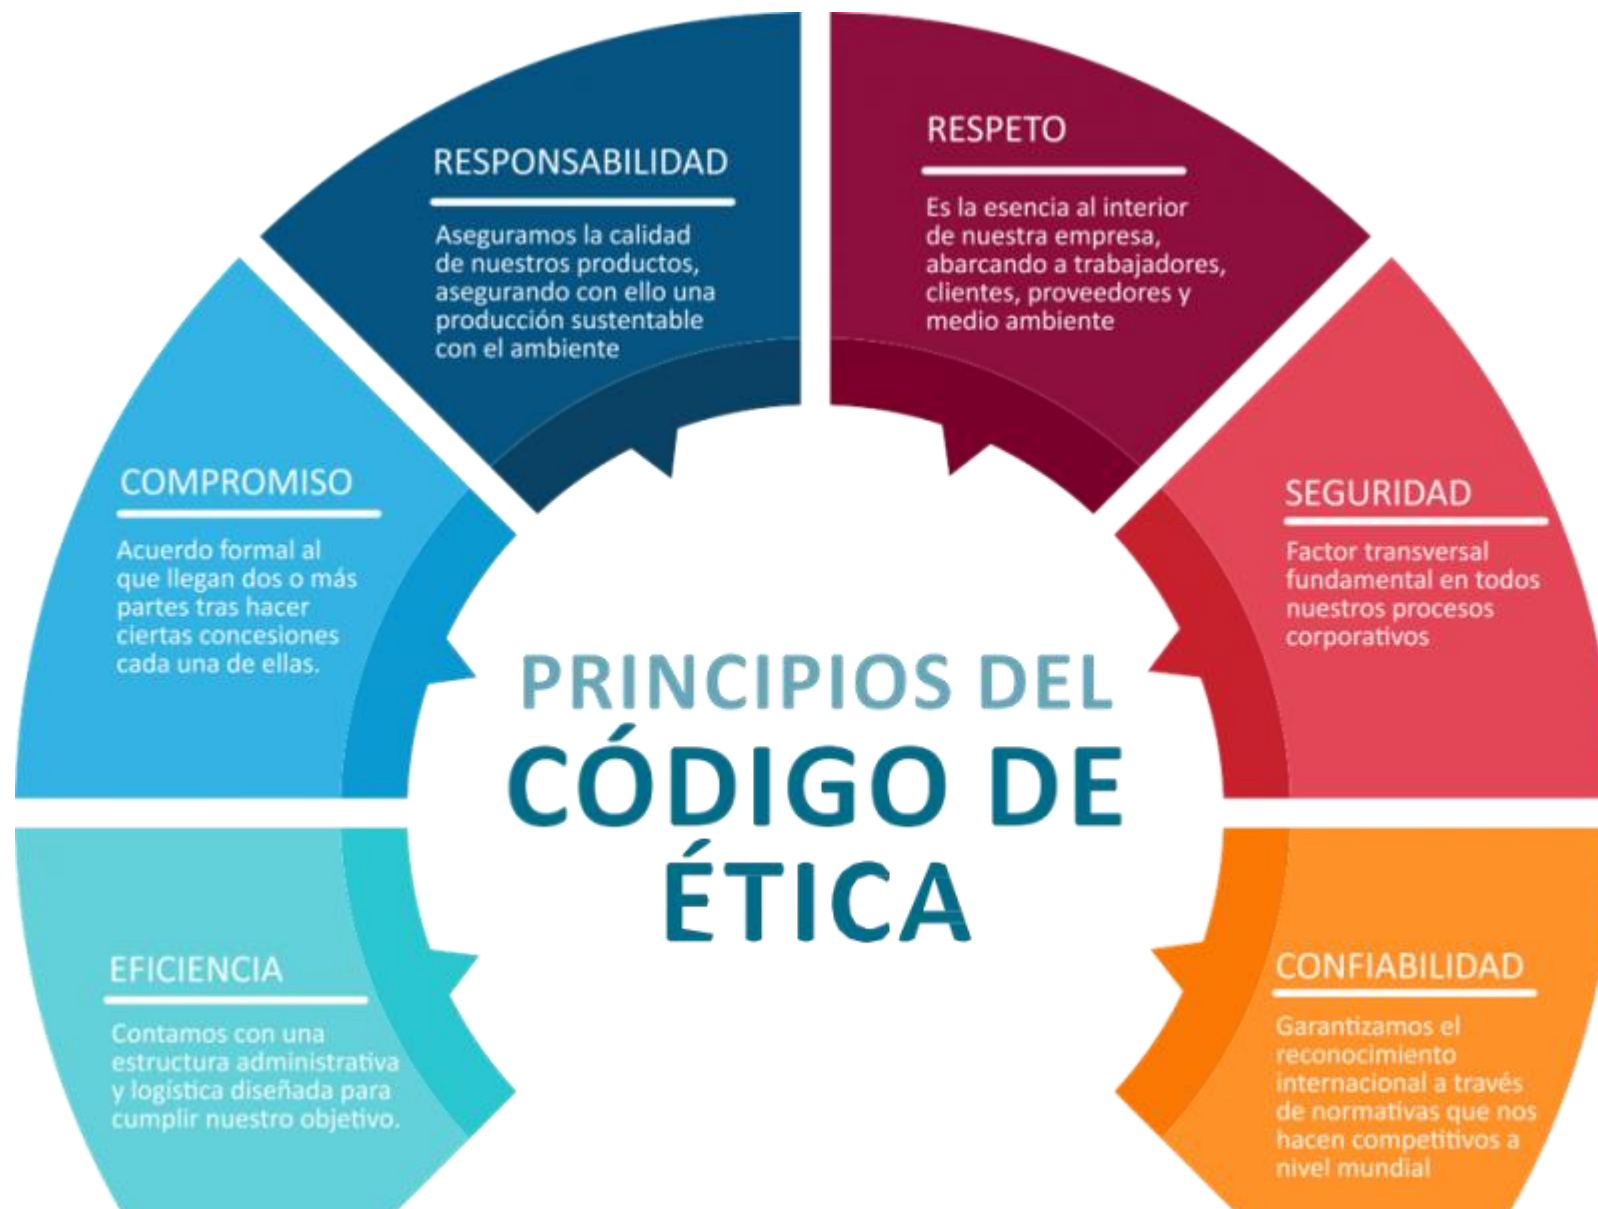 RESPONSABILIDAD
Aseguramos la calidad
de nuestros productos,
asegurando con ello una
producción sustentable
con el ambiente
RESPETO
Es la esencia al interior
de nuestra empresa,
abarcando a trabajadores,
clientes, proveedores y
medio ambiente
COMPROMISO
Acuerdo formal al
que llegan dos o más
partes tras hacer
ciertas concesiones
cada una de ellas.
SEGURIDAD
Factor transversal
fundamental en todos
nuestros procesos
corporativos
PRINCIPIOS DEL
CÓDIGO DE
ÉTICA
EFICIENCIA
Contamos con una
estructura administrativa
y logística diseñada para
cumplir nuestro objetivo.
CONFIABILIDAD
Garantizamos el
reconocimiento
internacional a través
de normativas que nos
hacen competitivos a
nivel mundial